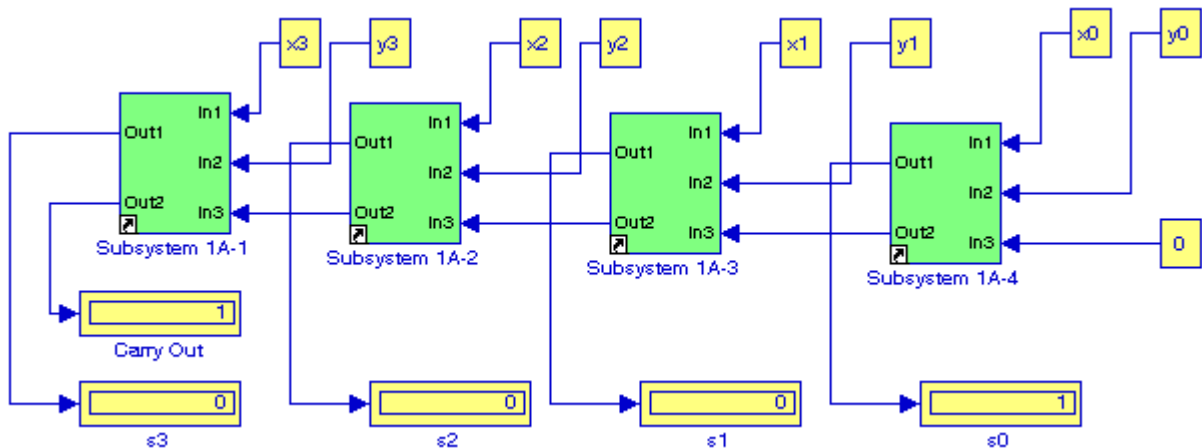 x3
y3
x2
y2
x1
y1
x0
y0
In1
Out1
In2
Out2
In3
Subsystem 1A-1
In1
Out1
In2
Out2
In3
Subsystem 1A-2
In1
Out1
In2
Out2
In3
Subsystem 1A-3
In1
Out1
In2
Out2
In3
Subsystem 1A-4
0
1
Carry Out
0
s3
0
s2
0
s1
1
s0